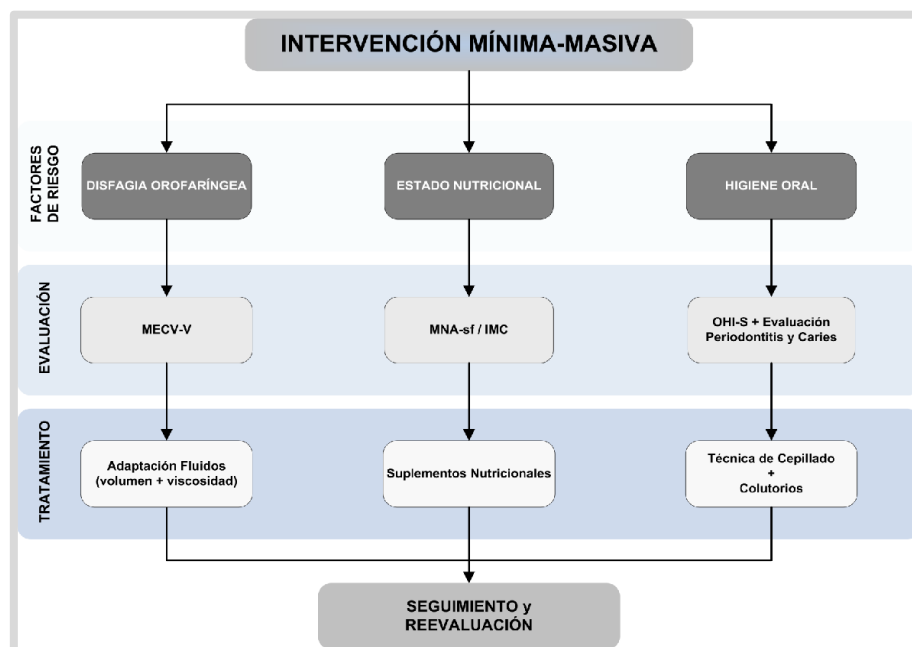 INTERVENCIÓN MÍNIMA-MASIVA
FACTORES
DE RIESGO
DISFAGIA OROFARÍNGEA
ESTADO NUTRICIONAL
HIGIENE ORAL
EVALUACIÓN
MECV-V
MNA-sf / IMC
OHI-S + Evaluación
Periodontitis y Caries
TRATAMIENTO
Adaptación Fluidos
(volumen + viscosidad)
Suplementos Nutricionales
Técnica de Cepillado
+
Colutorios
SEGUIMIENTO y
REEVALUACIÓN